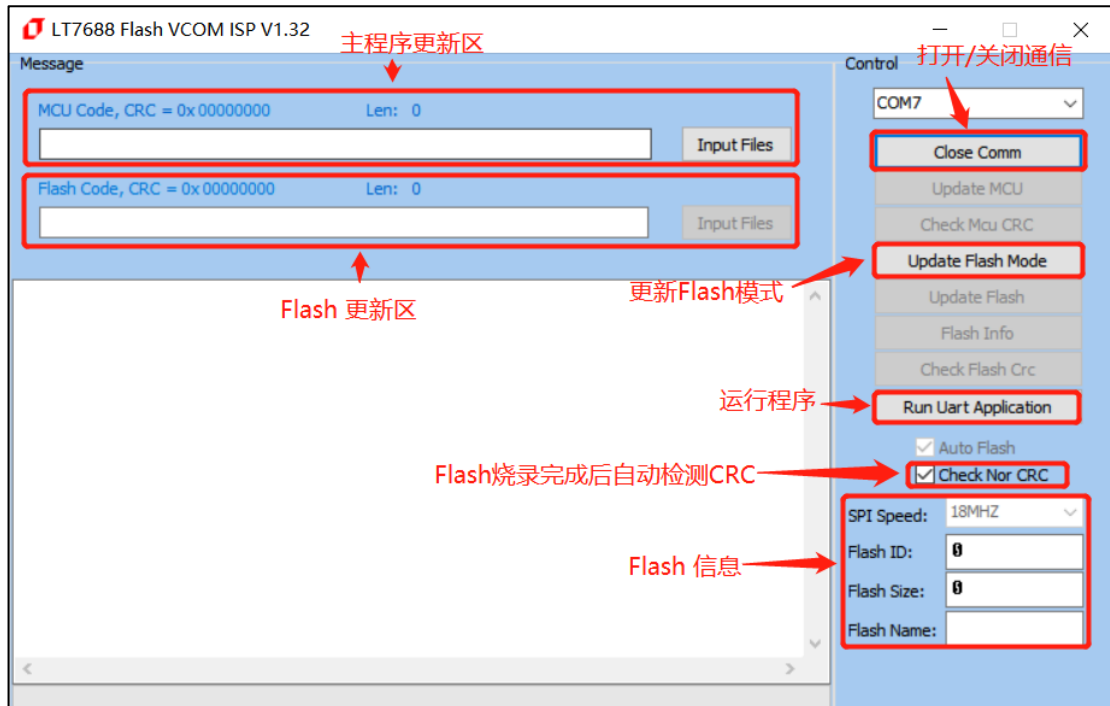 LT7688 Flash VCOM ISP V1.32
主程序更新区
Message
MCU Code, CRC = 0x 00000000 Len: 0
Input Files
Flash Code, CRC = 0x 00000000 Len: 0
Input Files
Flash 更新区
Control
打开/关闭通信
COM7
Close Comm
Update MCU
Check Mcu CRC
更新Flash模式
Update Flash Mode
Update Flash
Flash Info
Check Flash Crc
运行程序
Run Uart Application
Auto Flash
Flash烧录完成后自动检测CRC
Check Nor CRC
Flash 信息
SPI Speed: 18MHZ
Flash ID: 0
Flash Size: 0
Flash Name: